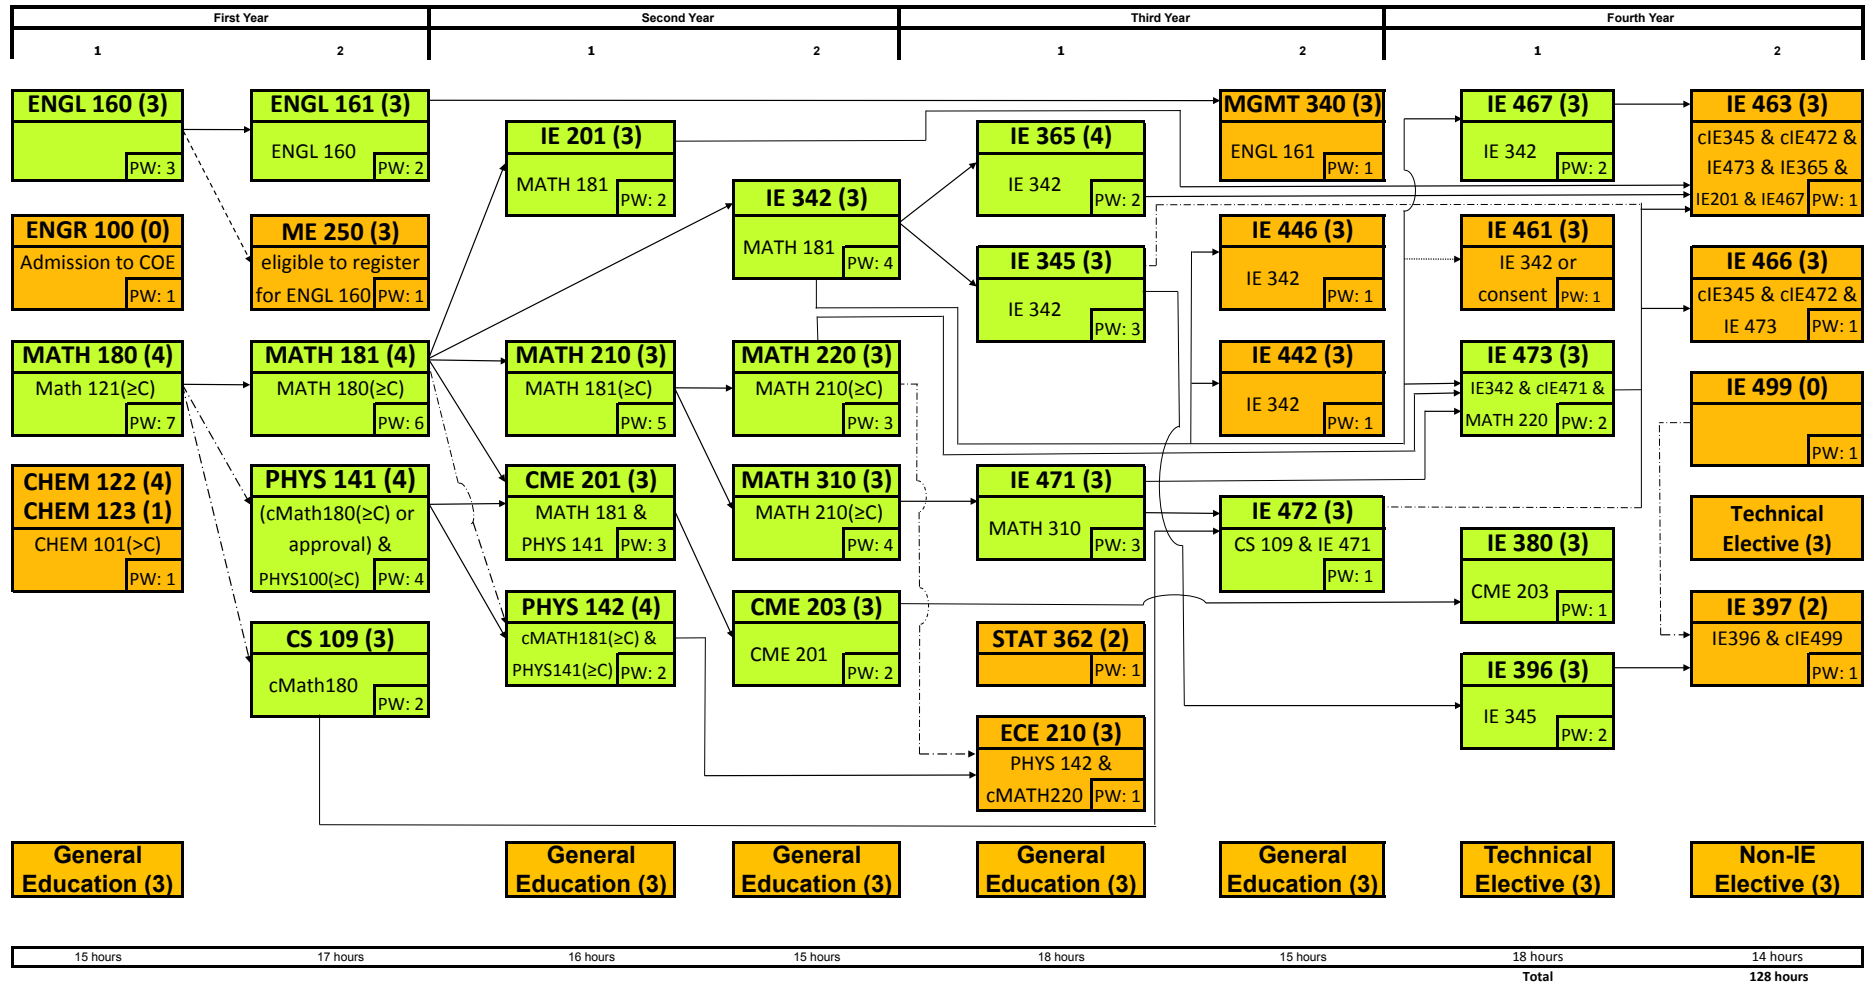 First Year
Second Year
Third Year
Fourth Year
1
2
1
2
1
2
1
2
ENGL 160 (3)
PW: 3
ENGR 100 (0)
Admission to COE
PW: 1
MATH 180 (4)
Math 121(≥C)
PW: 7
CHEM 122 (4)
CHEM 123 (1)
CHEM 101(>C)
PW: 1
General
Education (3)
ENGL 161 (3)
ENGL 160
PW: 2
ME 250 (3)
eligible to register
for ENGL 160
PW: 1
MATH 181 (4)
MATH 180(≥C)
PW: 6
PHYS 141 (4)
(cMath180(≥C) or
approval) &
PHYS100(≥C)
PW: 4
CS 109 (3)
cMath180
PW: 2
IE 201 (3)
MATH 181
PW: 2
MATH 210 (3)
MATH 181(≥C)
PW: 5
CME 201 (3)
MATH 181 &
PHYS 141
PW: 3
PHYS 142 (4)
cMATH181(≥C) &
PHYS141(≥C)
PW: 2
General
Education (3)
IE 342 (3)
MATH 181
PW: 4
MATH 220 (3)
MATH 210(≥C)
PW: 3
MATH 310 (3)
MATH 210(≥C)
PW: 4
CME 203 (3)
CME 201
PW: 2
General
Education (3)
IE 365 (4)
IE 342
PW: 2
IE 345 (3)
IE 342
PW: 3
IE 471 (3)
MATH 310
PW: 3
STAT 362 (2)
PW: 1
ECE 210 (3)
PHYS 142 &
cMATH220
PW: 1
General
Education (3)
MGMT 340 (3)
ENGL 161
PW: 1
IE 446 (3)
IE 342
PW: 1
IE 442 (3)
IE 342
PW: 1
IE 472 (3)
CS 109 & IE 471
PW: 1
General
Education (3)
IE 467 (3)
IE 342
PW: 2
IE 461 (3)
IE 342 or
consent
PW: 1
IE 473 (3)
IE342 & cIE471 &
MATH 220
PW: 2
IE 380 (3)
CME 203
PW: 1
IE 396 (3)
IE 345
PW: 2
Technical
Elective (3)
IE 463 (3)
cIE345 & cIE472 &
IE473 & IE365 &
IE201 & IE467
PW: 1
IE 466 (3)
cIE345 & cIE472 &
IE 473
PW: 1
IE 499 (0)
PW: 1
Technical
Elective (3)
IE 397 (2)
IE396 & cIE499
PW: 1
Non-IE
Elective (3)
15 hours
17 hours
16 hours
15 hours
18 hours
15 hours
18 hours
14 hours
Total
128 hours